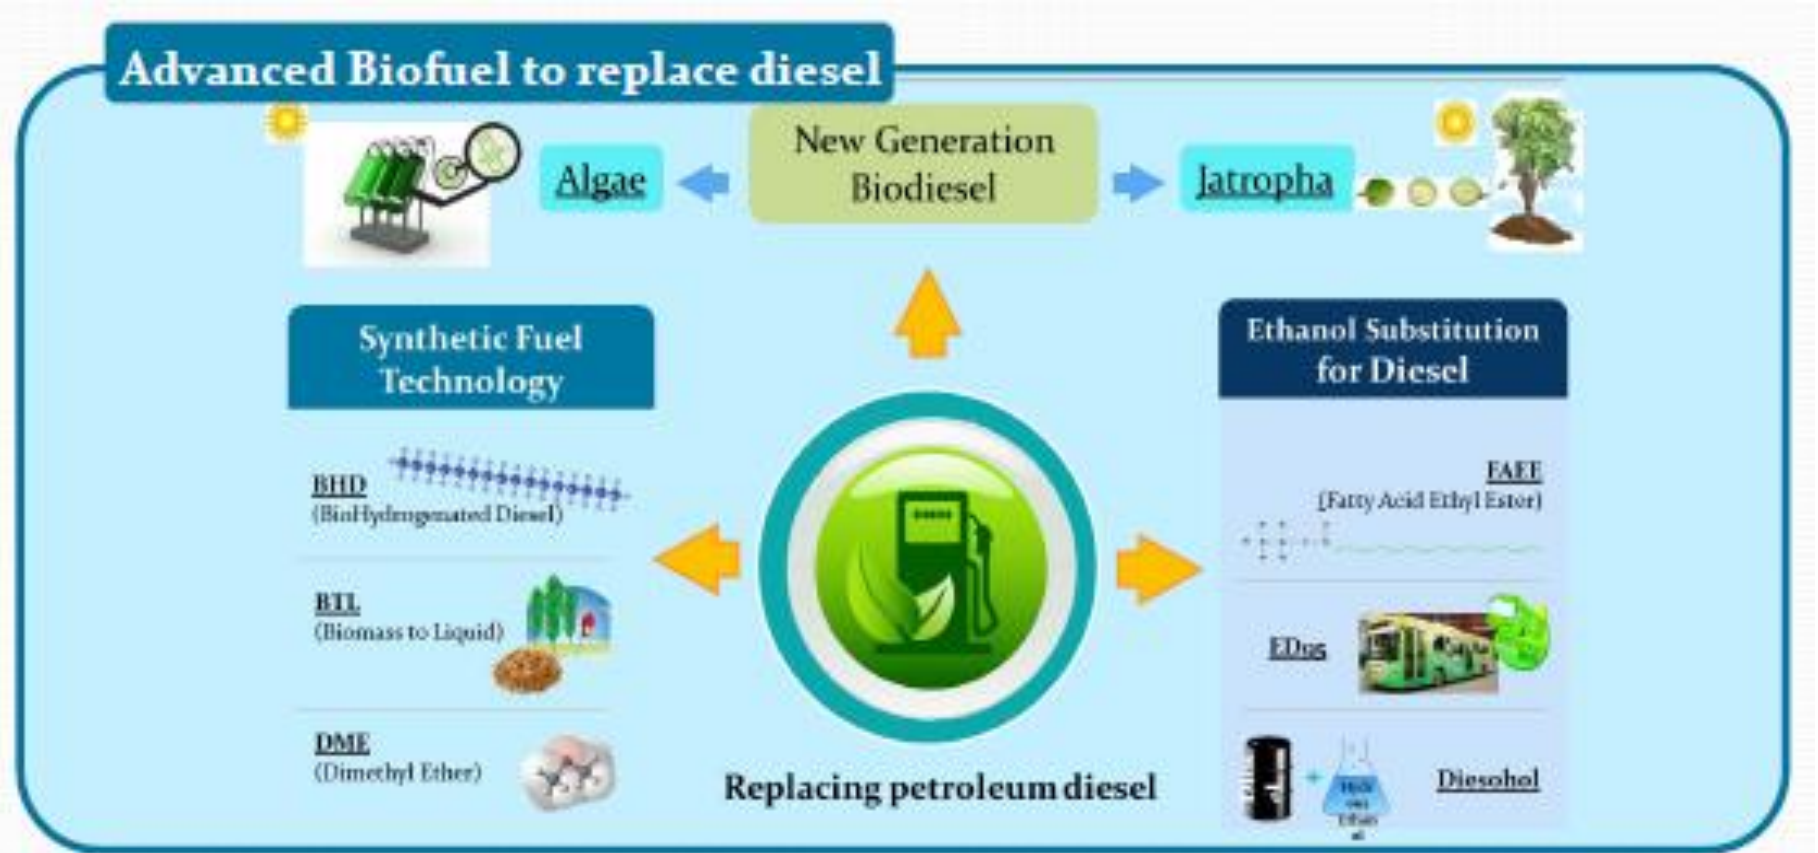 Advanced Biofuel to replace diesel
New Generation
Biodiesel
Algae
Jatropha
Synthetic Fuel
Technology
BHD
(BioHydrogenated Diesel)
BTL
(Biomass to Liquid)
DME
(Dimethyl Ether)
Replacing petroleum diesel
Ethanol Substitution
for Diesel
FAEE
(Fatty Acid Ethyl Ester)
ED95
+
Diesohol